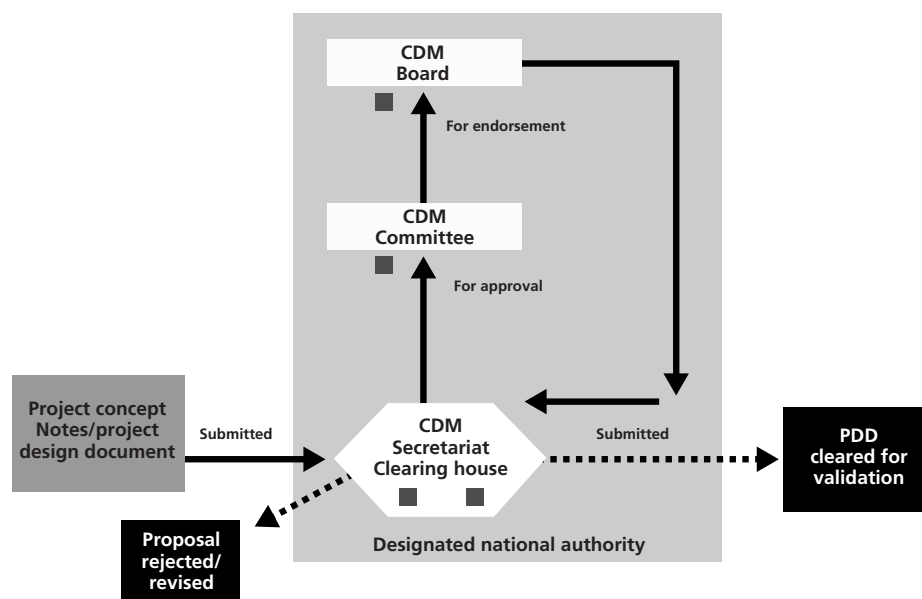 CDM
Board
For endorsement
CDM
Committee
For approval
Project concept
Notes/project
design document
Submitted
CDM
Secretariat
Clearing house
Submitted
PDD
cleared for
validation
Proposal
rejected/
revised
Designated national authority